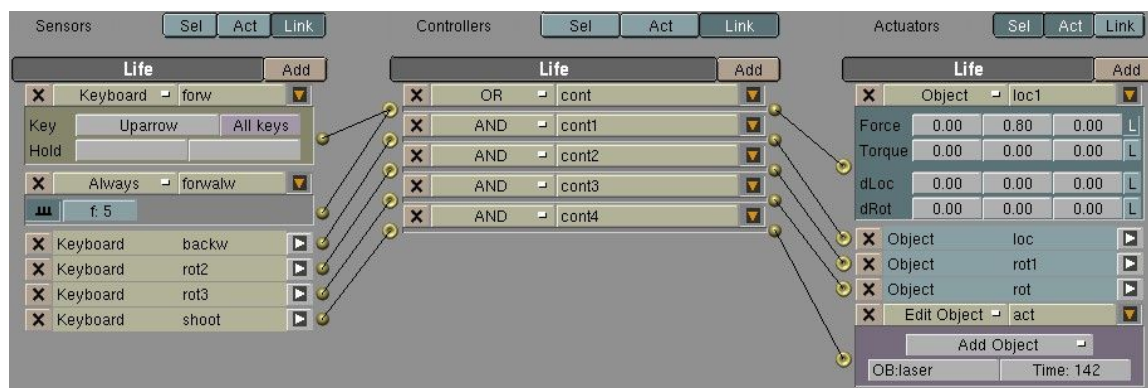 Sensors Sel Act Link Controllers Sel Act Link Actuators Sel Act Link
Life Add Life Add Life Add
X Keyboard forw X OR cont X Object loc1
Key Uparrow All keys X AND cont1 Force 0.00 0.80 0.00 L
Hold X AND cont2 Torque 0.00 0.00 0.00 L
X Always forwalw X AND cont3 dLoc 0.00 0.00 0.00 L
f: 5 X AND cont4 dRot 0.00 0.00 0.00 L
X Keyboard backw X Object loc
X Keyboard rot2 X Object rot1
X Keyboard rot3 X Object rot
X Keyboard shoot X Edit Object act
Add Object
OB:laser Time: 142